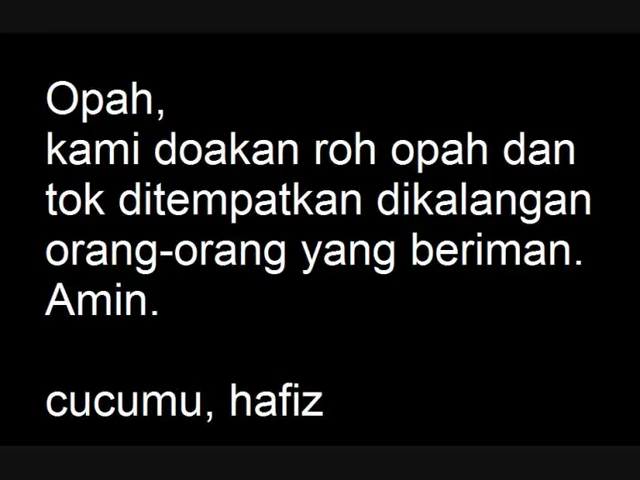 Opah,
kami doakan roh opah dan
tok ditempatkan dikalangan
orang-orang yang beriman.
Amin.
cucumu, hafiz